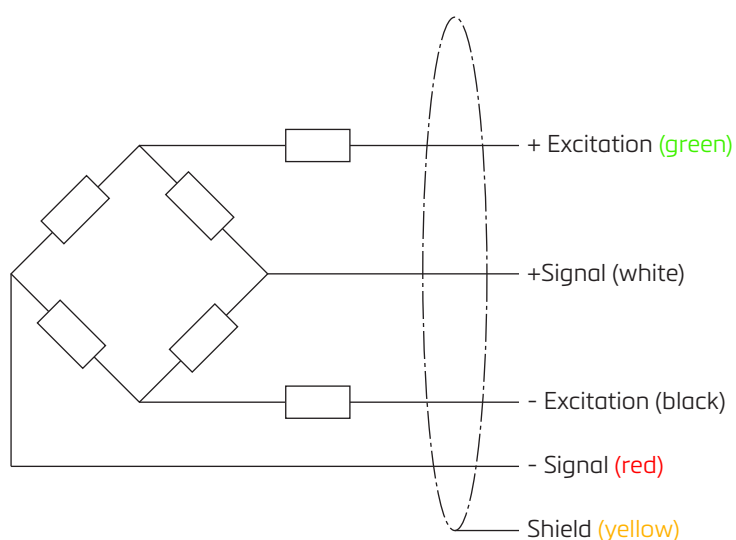 + Excitation (green)
+Signal (white)
- Excitation (black)
- Signal (red)
Shield (yellow)